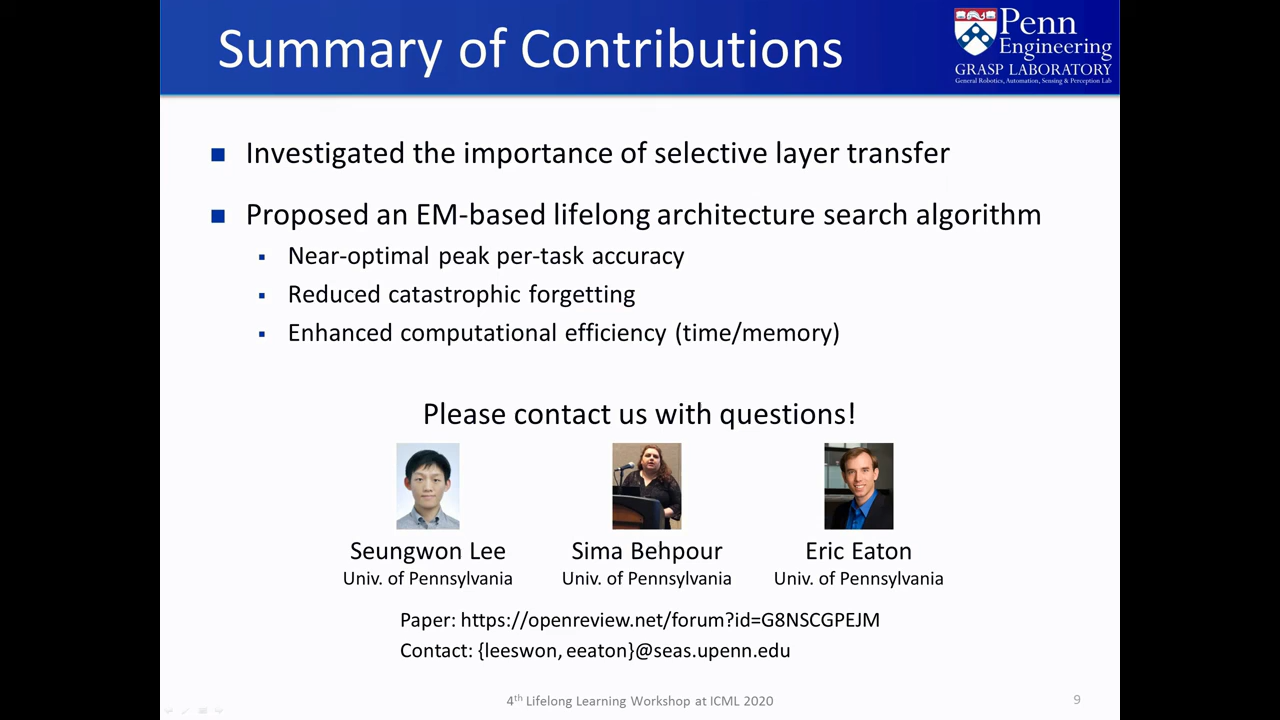 Summary of Contributions
Penn
Engineering
GRASP LABORATORY
General Robotics, Automation, Sensing & Perception Lab
Investigated the importance of selective layer transfer
Proposed an EM-based lifelong architecture search algorithm
Near-optimal peak per-task accuracy
Reduced catastrophic forgetting
Enhanced computational efficiency (time/memory)
Please contact us with questions!
Seungwon Lee
Univ. of Pennsylvania
Sima Behpour
Univ. of Pennsylvania
Eric Eaton
Univ. of Pennsylvania
Paper: https://openreview.net/forum?id=G8NSCGPEJM
Contact: {leeswon, eeaton}@seas.upenn.edu
4th Lifelong Learning Workshop at ICML 2020
9